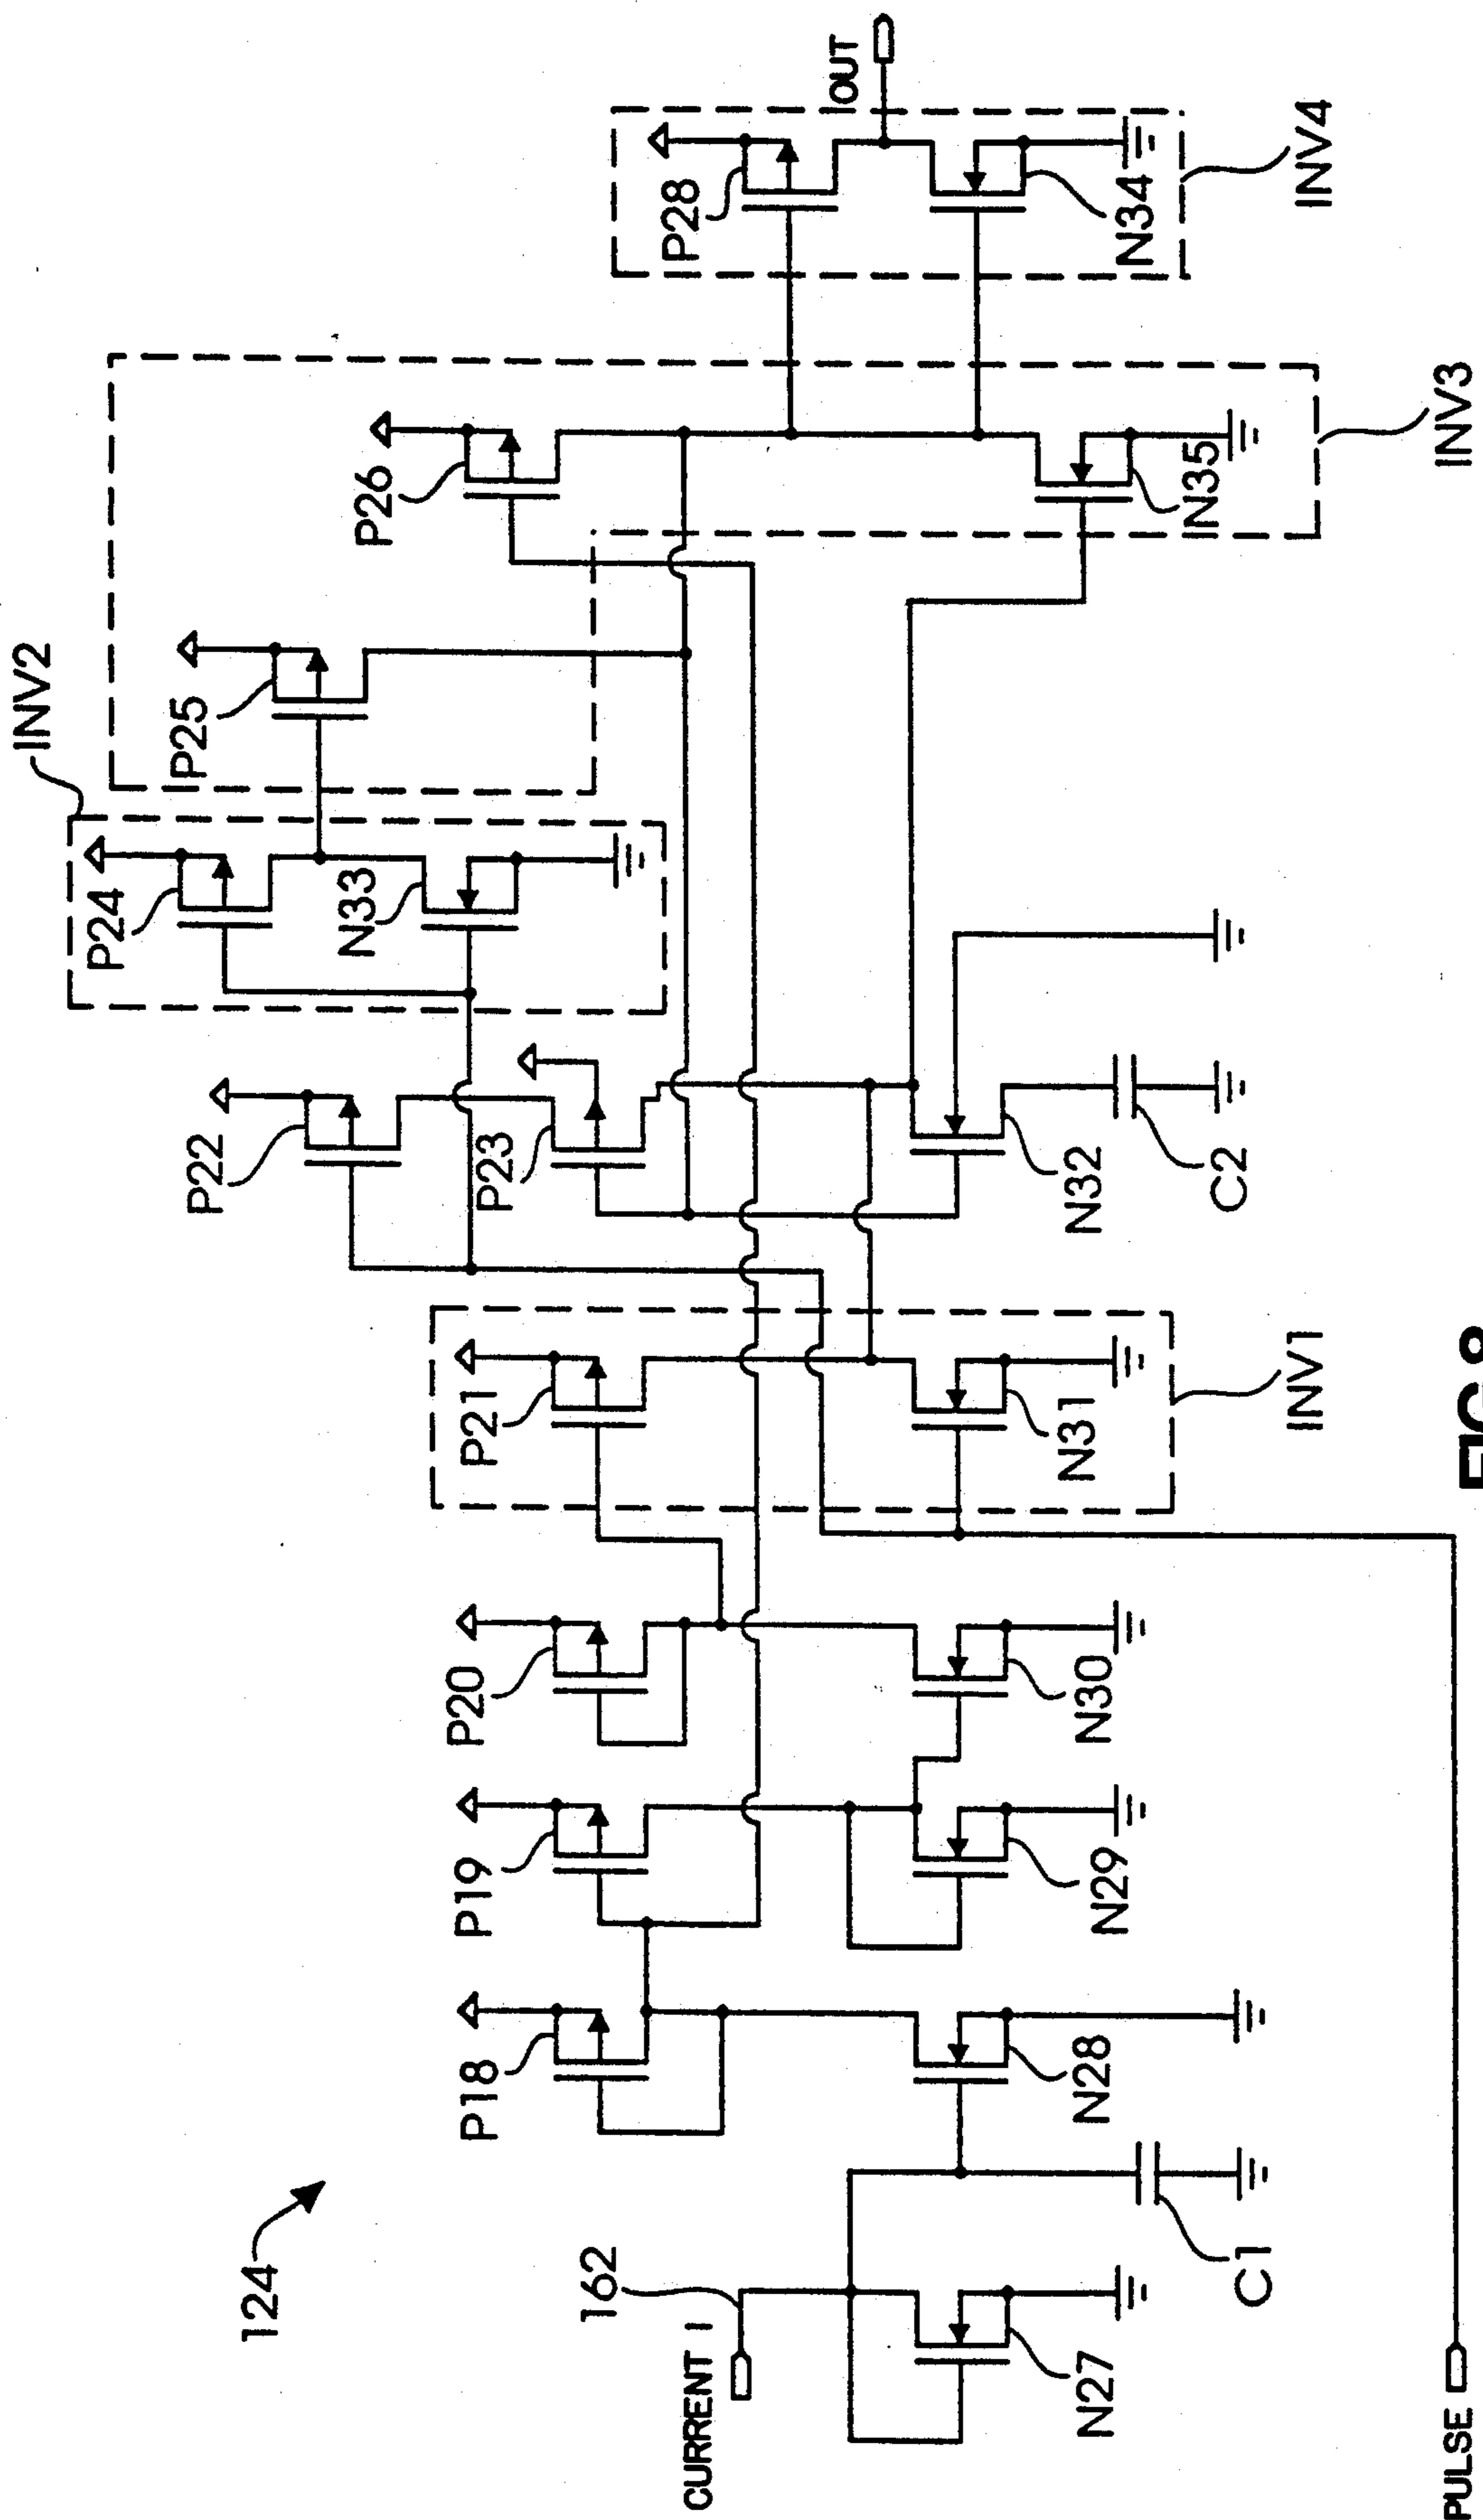 INV2
P24
P25
P22
124
N33
P26
P18
P19
P20
P21
P23
162
P28
CURRENT I
OUT
N27
N28
N29
N30
N31
N32
N34
N35
C1
C2
INV1
INV4
INV3
PULSE